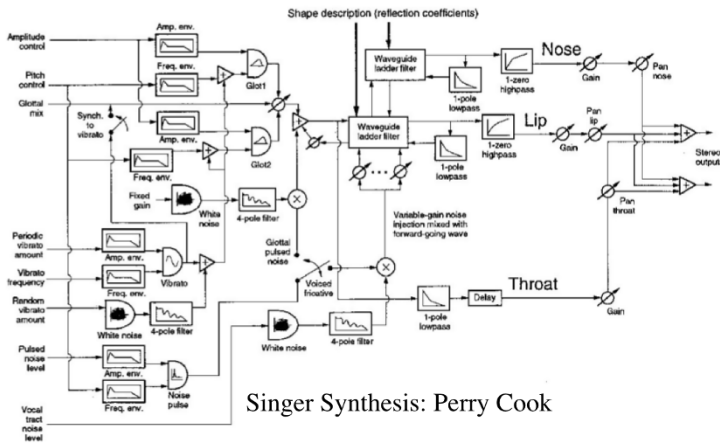 Shape description (reflection coefficients)
Amp. env.
Amplitude
control
Freq. env.
Pitch
control
Glot1
Glottal
mix
Synch.
to
vibrato
Amp. env.
Glot2
Freq. env.
Fixed
gain
White
noise
4-pole filter
Waveguide
ladder filter
1-pole
lowpass
1-zero
highpass
Nose
Gain
Pan
nose
Waveguide
ladder filter
1-pole
lowpass
1-zero
highpass
Lip
Gain
Pan
lip
Stereo
output
Pan
throat
Variable-gain noise
injection mixed with
forward-going wave
Glottal
pulsed
noise
Voiced
fricative
Periodic
vibrato
amount
Amp. env.
Vibrato
frequency
Vibrato
Freq. env.
Random
vibrato
amount
White noise
4-pole filter
Pulsed
noise
level
Amp. env.
Noise
pulse
Freq. env.
Vocal
tract
noise
level
White noise
4-pole filter
1-pole
lowpass
Delay
Throat
Gain
Singer Synthesis: Perry Cook